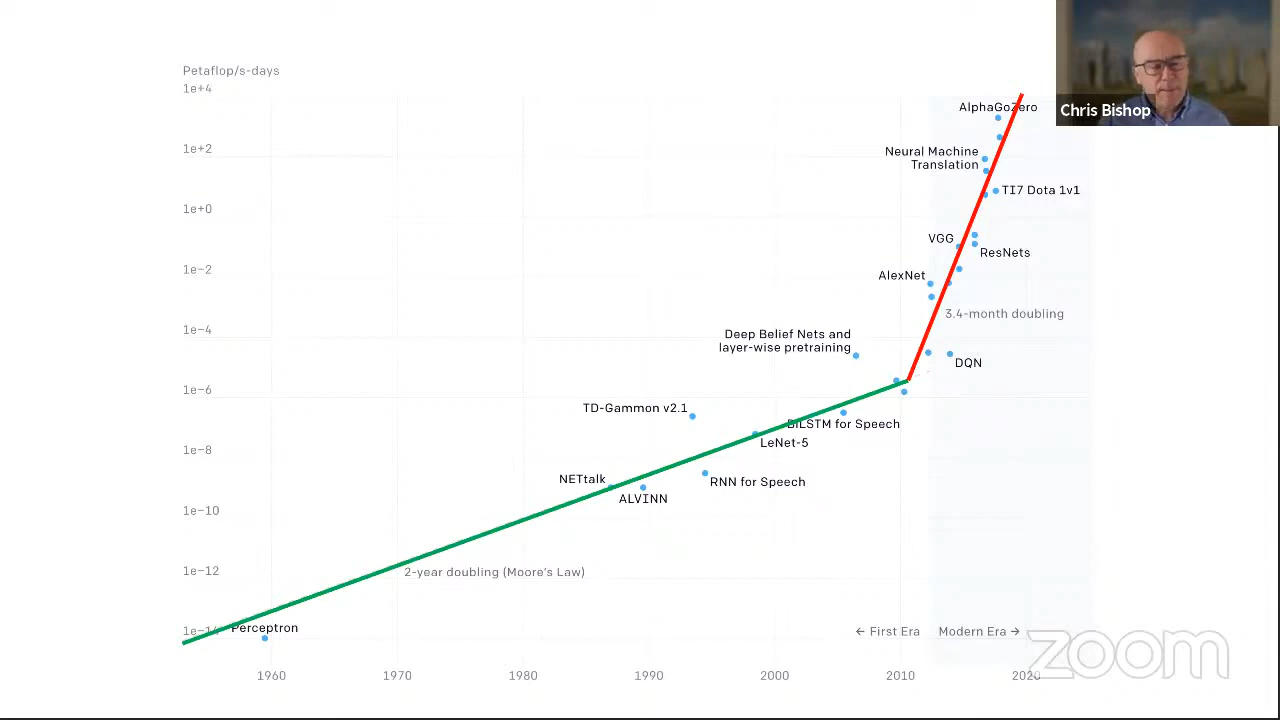 Petaflop/s-days
1e+4
1e+2
1e+0
1e-2
1e-4
1e-6
1e-8
1e-10
1e-12
1e-14
AlphaGoZero
Neural Machine
Translation
TI7 Dota 1v1
VGG
ResNets
AlexNet
3.4-month doubling
Deep Belief Nets and
layer-wise pretraining
DQN
TD-Gammon v2.1
BiLSTM for Speech
LeNet-5
NETtalk
RNN for Speech
ALVINN
2-year doubling (Moore's Law)
Perceptron
← First Era
Modern Era →
1960
1970
1980
1990
2000
2010
2020
Chris Bishop
zoom